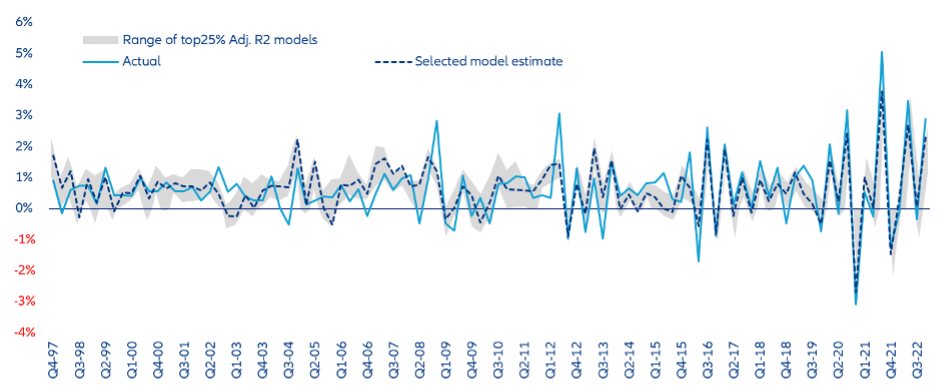 6%
5%
4%
3%
2%
1%
0%
-1%
-2%
-3%
-4%
Range of top25% Adj. R2 models
Actual
Selected model estimate
Q4-97
Q3-98
Q2-99
Q1-00
Q4-00
Q3-01
Q2-02
Q1-03
Q4-03
Q3-04
Q2-05
Q1-06
Q4-06
Q3-07
Q2-08
Q1-09
Q4-09
Q3-10
Q2-11
Q1-12
Q4-12
Q3-13
Q2-14
Q1-15
Q4-15
Q3-16
Q2-17
Q1-18
Q4-18
Q3-19
Q2-20
Q1-21
Q4-21
Q3-22